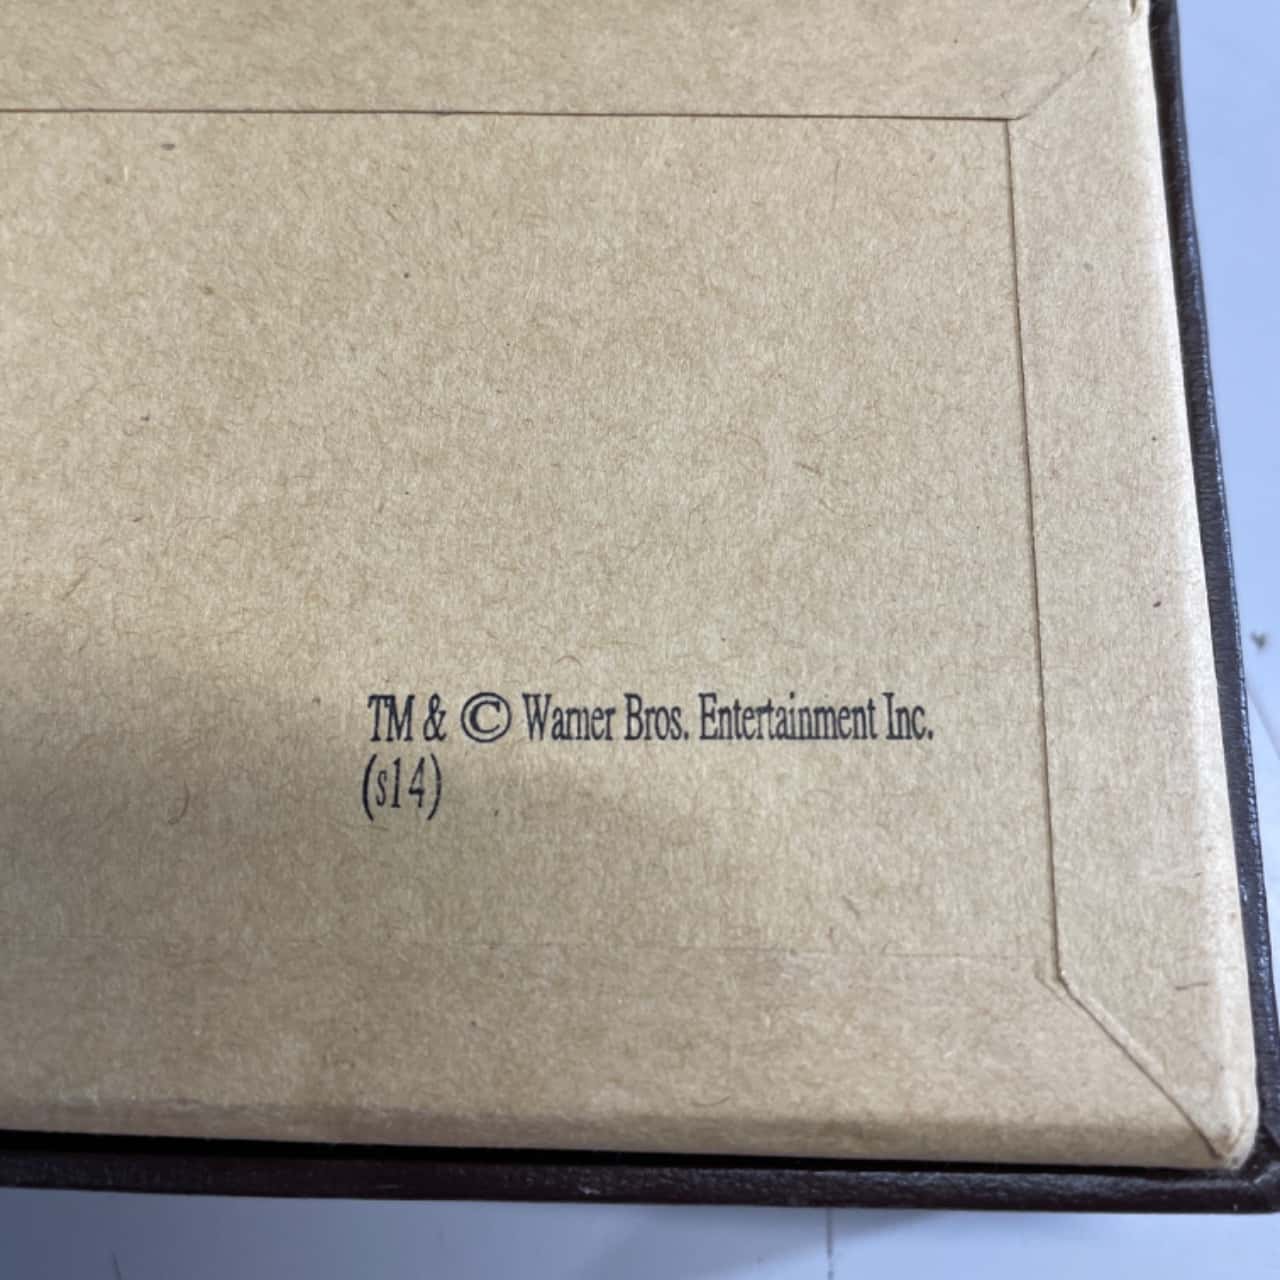 TM & © Warner Bros. Entertainment Inc.
(s14)